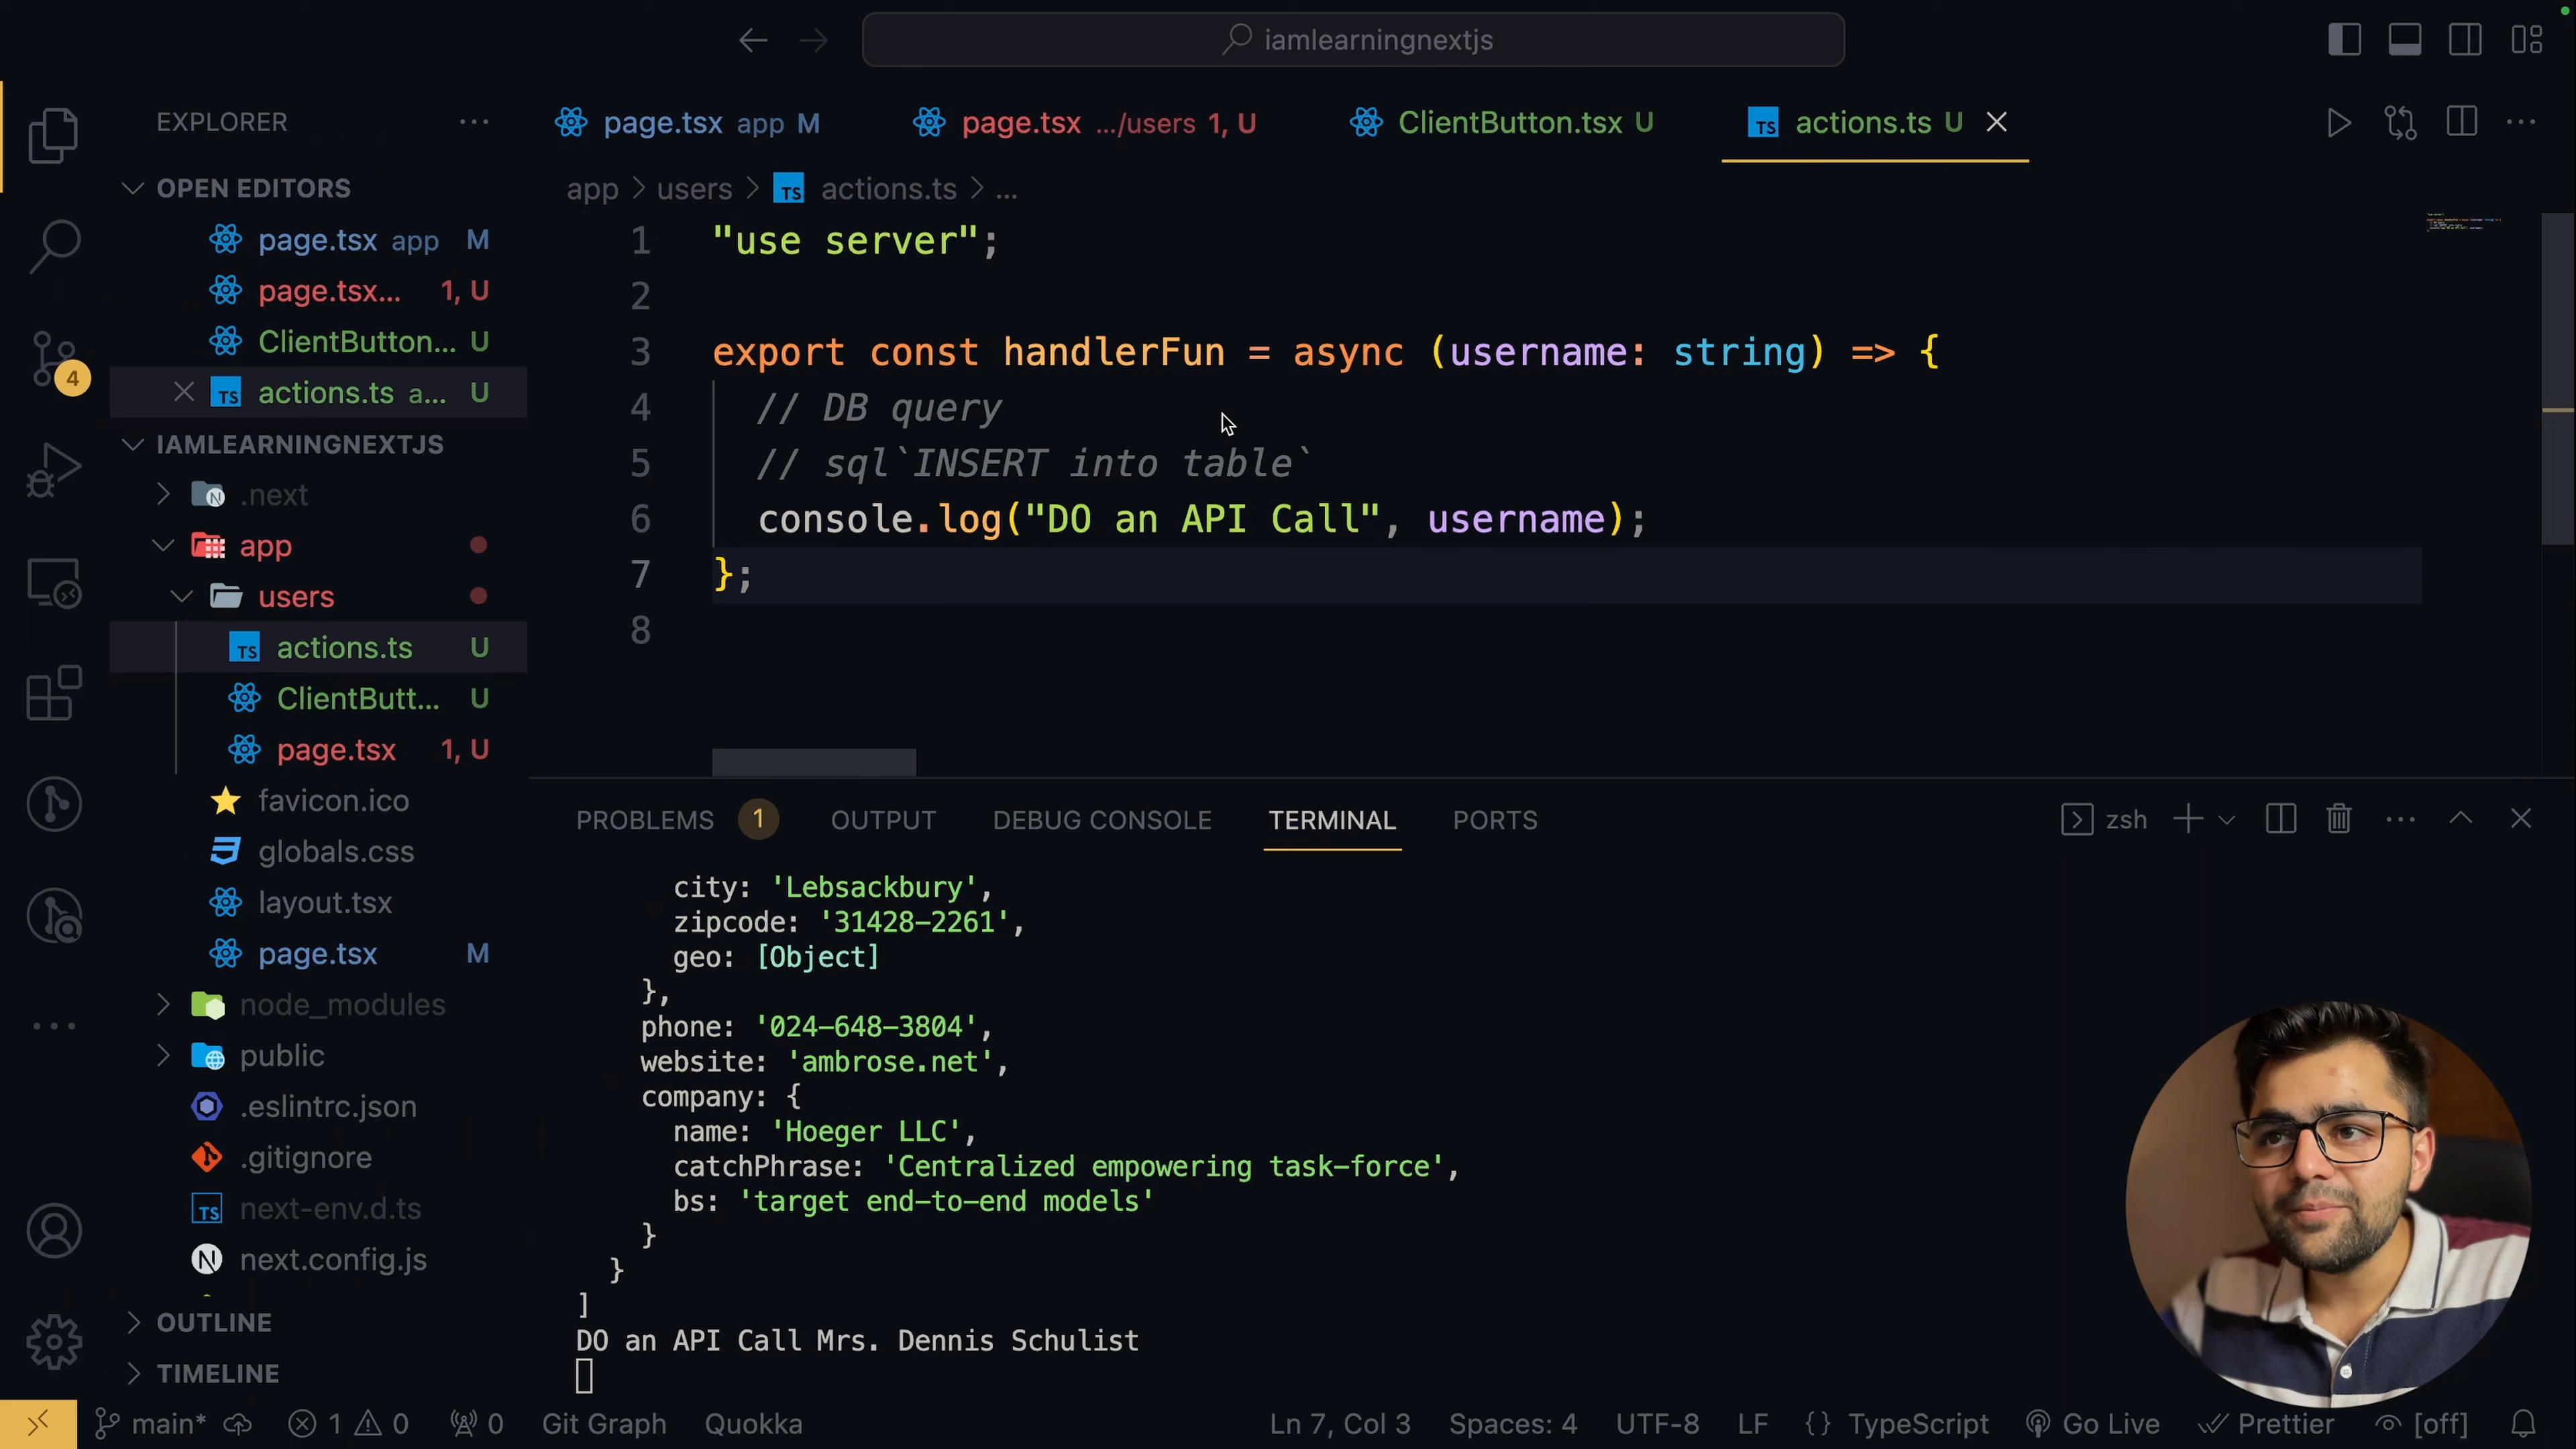 iamlearningnextjs
EXPLORER
page.tsx app M
page.tsx .../users 1, U
ClientButton.tsx U
TS actions.ts U
OPEN EDITORS
page.tsx app M
page.tsx... 1, U
ClientButton... U
TS actions.ts a... U
IAMLEARNINGNEXTJS
.next
app
users
TS actions.ts U
ClientButt... U
page.tsx 1, U
favicon.ico
globals.css
layout.tsx
page.tsx M
node_modules
public
.eslintrc.json
.gitignore
TS next-env.d.ts
N next.config.js
OUTLINE
TIMELINE
4
app > users > TS actions.ts > ...
1 "use server";
2
3 export const handlerFun = async (username: string) => {
4 // DB query
5 // sql`INSERT into table`
6 console.log("DO an API Call", username);
7 };
8
PROBLEMS 1 OUTPUT DEBUG CONSOLE TERMINAL PORTS
zsh
city: 'Lebsackbury',
zipcode: '31428-2261',
geo: [Object]
},
phone: '024-648-3804',
website: 'ambrose.net',
company: {
name: 'Hoeger LLC',
catchPhrase: 'Centralized empowering task-force',
bs: 'target end-to-end models'
}
}
]
DO an API Call Mrs. Dennis Schulist
main* 1 0 0 Git Graph Quokka Ln 7, Col 3 Spaces: 4 UTF-8 LF {} TypeScript Go Live Prettier [off]